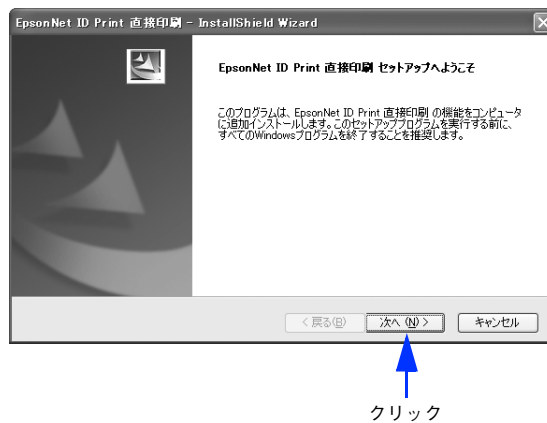 EpsonNet ID Print 直接印刷 - InstallShield Wizard
EpsonNet ID Print 直接印刷 セットアップへようこそ
このプログラムは、EpsonNet ID Print 直接印刷 の機能をコンピュータ
に追加インストールします。このセットアッププログラムを実行する前に、
すべてのWindowsプログラムを終了することを推奨します。
< 戻る(B)
次へ (N) >
キャンセル
クリック